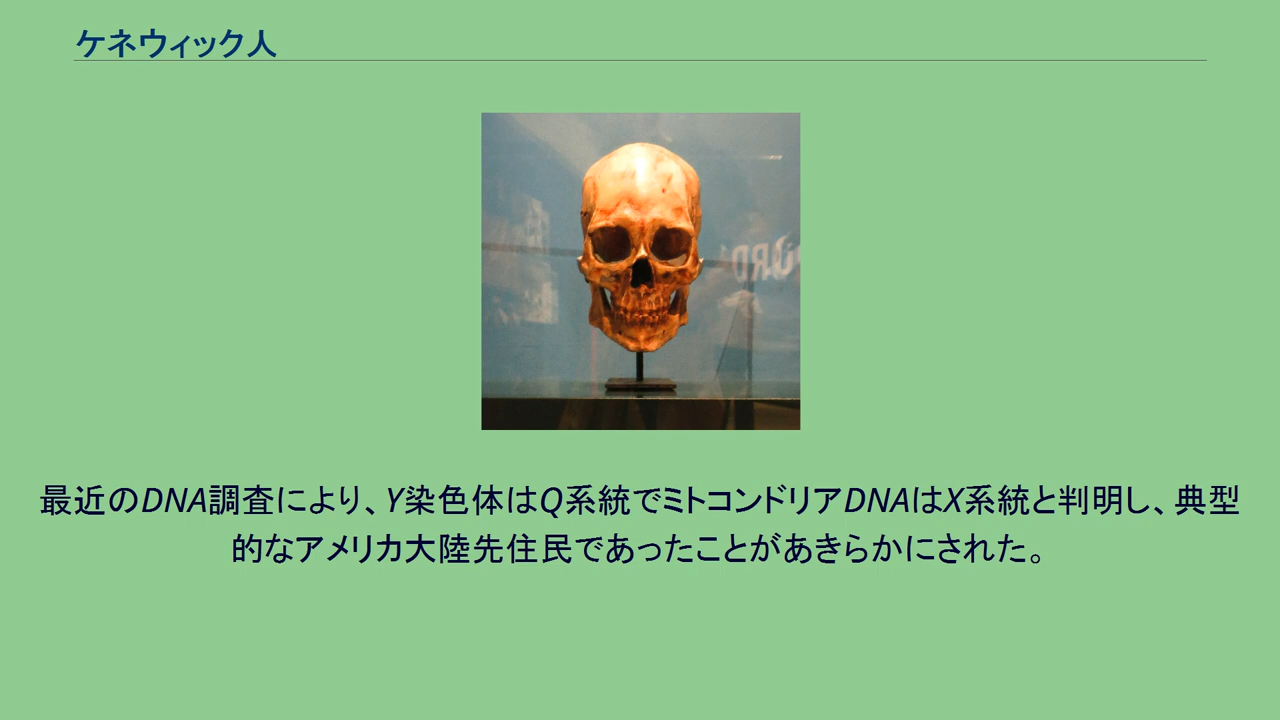 ケネウィック人
最近のDNA調査により、Y染色体はQ系統でミトコンドリアDNAはX系統と判明し、典型
的なアメリカ大陸先住民であったことがあきらかにされた。